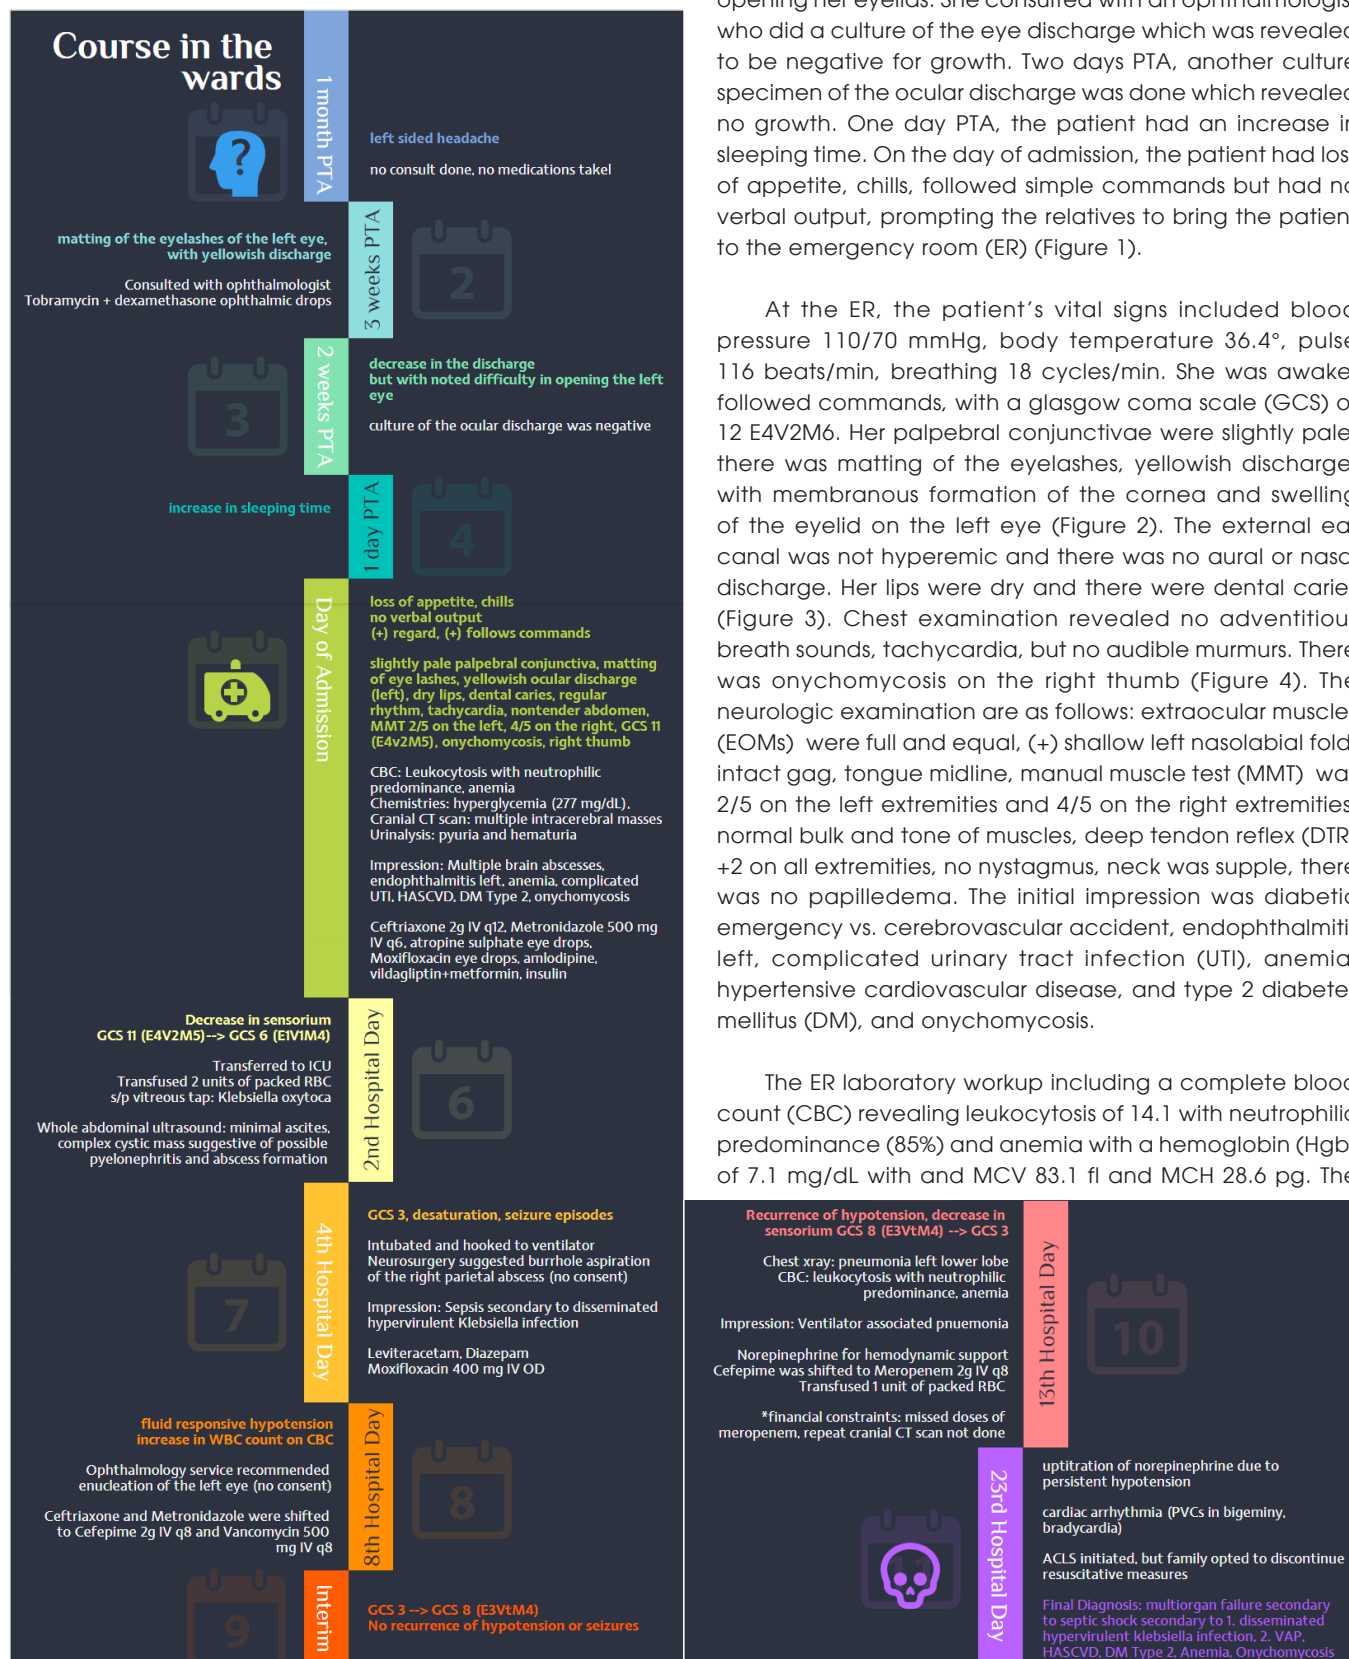 Course in the
wards
1 month PTA
left sided headache
no consult done, no medications takel
3 weeks PTA
matting of the eyelashes of the left eye,
with yellowish discharge
Consulted with ophthalmologist
Tobramycin + dexamethasone ophthalmic drops
2
2 weeks PTA
3
decrease in the discharge
but with noted difficulty in opening the left
eye
culture of the ocular discharge was negative
1 day PTA
increase in sleeping time
4
Day of Admission
loss of appetite, chills
no verbal output
(+) regard, (+) follows commands
slightly pale palpebral conjunctiva, matting
of eye lashes, yellowish ocular discharge
(left), dry lips, dental caries, regular
rhythm, tachycardia, nontender abdomen,
MMT 2/5 on the left, 4/5 on the right, GCS 11
(E4v2M5), onychomycosis, right thumb
CBC: Leukocytosis with neutrophilic
predominance, anemia
Chemistries: hyperglycemia (277 mg/dL),
Cranial CT scan: multiple intracerebral masses
Urinalysis: pyuria and hematuria
Impression: Multiple brain abscesses,
endophthalmitis left, anemia, complicated
UTI, HASCVD, DM Type 2, onychomycosis
Ceftriaxone 2g IV q12, Metronidazole 500 mg
IV q6, atropine sulphate eye drops,
Moxifloxacin eye drops, amlodipine,
vildagliptin+metformin, insulin
2nd Hospital Day
Decrease in sensorium
GCS 11 (E4V2M5)--> GCS 6 (E1V1M4)
Transferred to ICU
Transfused 2 units of packed RBC
s/p vitreous tap: Klebsiella oxytoca
Whole abdominal ultrasound: minimal ascites,
complex cystic mass suggestive of possible
pyelonephritis and abscess formation
6
4th Hospital Day
7
GCS 3, desaturation, seizure episodes
Intubated and hooked to ventilator
Neurosurgery suggested burrhole aspiration
of the right parietal abscess (no consent)
Impression: Sepsis secondary to disseminated
hypervirulent Klebsiella infection
Leviteracetam, Diazepam
Moxifloxacin 400 mg IV OD
8th Hospital Day
fluid responsive hypotension
increase in WBC count on CBC
Ophthalmology service recommended
enucleation of the left eye (no consent)
Ceftriaxone and Metronidazole were shifted
to Cefepime 2g IV q8 and Vancomycin 500
mg IV q8
8
Interim
9
GCS 3 --> GCS 8 (E3VtM4)
No recurrence of hypotension or seizures
opening her eyelids. She consulted with an ophthalmologis
who did a culture of the eye discharge which was revealed
to be negative for growth. Two days PTA, another culture
specimen of the ocular discharge was done which revealed
no growth. One day PTA, the patient had an increase in
sleeping time. On the day of admission, the patient had los
of appetite, chills, followed simple commands but had no
verbal output, prompting the relatives to bring the patien
to the emergency room (ER) (Figure 1).
At the ER, the patient's vital signs included blood
pressure 110/70 mmHg, body temperature 36.4°, pulse
116 beats/min, breathing 18 cycles/min. She was awake
followed commands, with a glasgow coma scale (GCS) o
12 E4V2M6. Her palpebral conjunctivae were slightly pale
there was matting of the eyelashes, yellowish discharge
with membranous formation of the cornea and swelling
of the eyelid on the left eye (Figure 2). The external ea
canal was not hyperemic and there was no aural or nasa
discharge. Her lips were dry and there were dental carie
(Figure 3). Chest examination revealed no adventitiou
breath sounds, tachycardia, but no audible murmurs. There
was onychomycosis on the right thumb (Figure 4). The
neurologic examination are as follows: extraocular muscle
(EOMs) were full and equal, (+) shallow left nasolabial fold
intact gag, tongue midline, manual muscle test (MMT) wa
2/5 on the left extremities and 4/5 on the right extremities
normal bulk and tone of muscles, deep tendon reflex (DTR
+2 on all extremities, no nystagmus, neck was supple, there
was no papilledema. The initial impression was diabetic
emergency vs. cerebrovascular accident, endophthalmiti
left, complicated urinary tract infection (UTI), anemia
hypertensive cardiovascular disease, and type 2 diabete
mellitus (DM), and onychomycosis.
The ER laboratory workup including a complete blood
count (CBC) revealing leukocytosis of 14.1 with neutrophilic
predominance (85%) and anemia with a hemoglobin (Hgb
of 7.1 mg/dL with and MCV 83.1 fl and MCH 28.6 pg. The
13th Hospital Day
Recurrence of hypotension, decrease in
sensorium GCS 8 (E3VtM4) --> GCS 3
Chest xray: pneumonia left lower lobe
CBC: leukocytosis with neutrophilic
predominance, anemia
Impression: Ventilator associated pnuemonia
Norepinephrine for hemodynamic support
Cefepime was shifted to Meropenem 2g IV q8
Transfused 1 unit of packed RBC
*financial constraints: missed doses of
meropenem, repeat cranial CT scan not done
10
23rd Hospital Day
uptitration of norepinephrine due to
persistent hypotension
cardiac arrhythmia (PVCs in bigeminy,
bradycardia)
ACLS initiated, but family opted to discontinue
resuscitative measures
Final Diagnosis: multiorgan failure secondary
to septic shock secondary to 1. disseminated
hypervirulent klebsiella infection, 2. VAP,
HASCVD, DM Type 2, Anemia, Onychomycosis